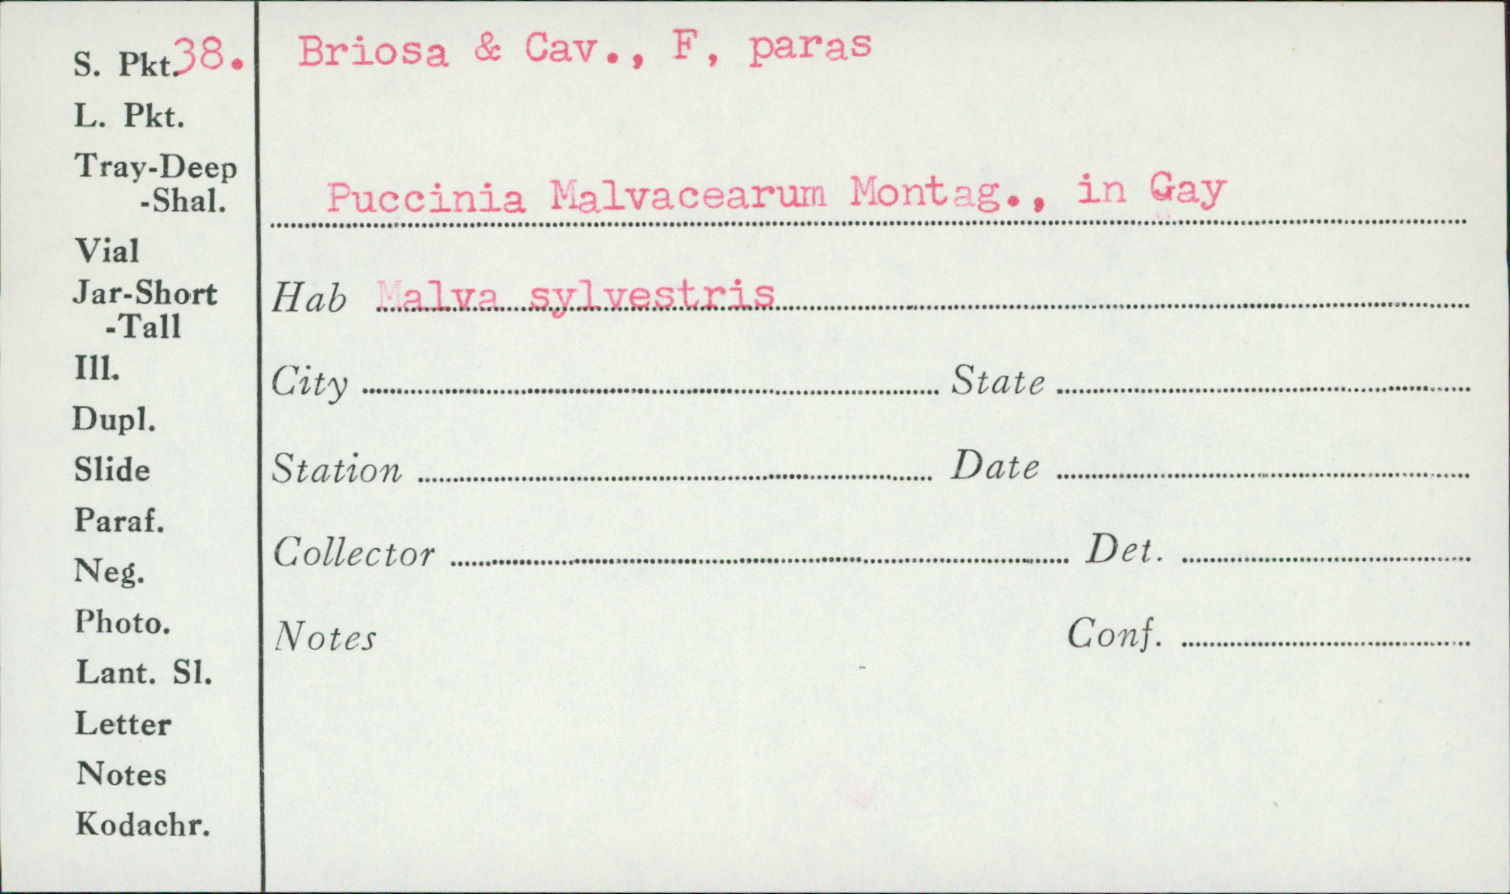 S. Pkt. 38. Briosa & Cav., F, paras
L. Pkt.
Tray-Deep
-Shal. Puccinia Malvacearum Montag., in Gay
Vial
Jar-Short Hab Malva sylvestris
-Tall
Ill. City State
Dupl.
Slide Station Date
Paraf.
Neg. Collector Det.
Photo. Notes Conf.
Lant. Sl.
Letter
Notes
Kodachr.